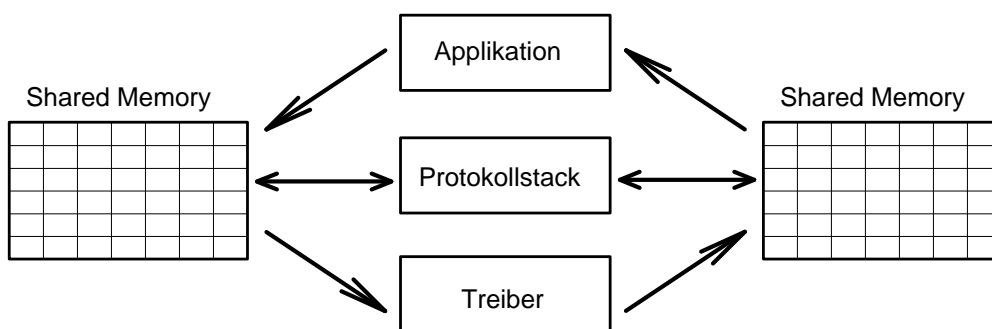 Applikation
Shared Memory
Shared Memory
Protokollstack
Treiber